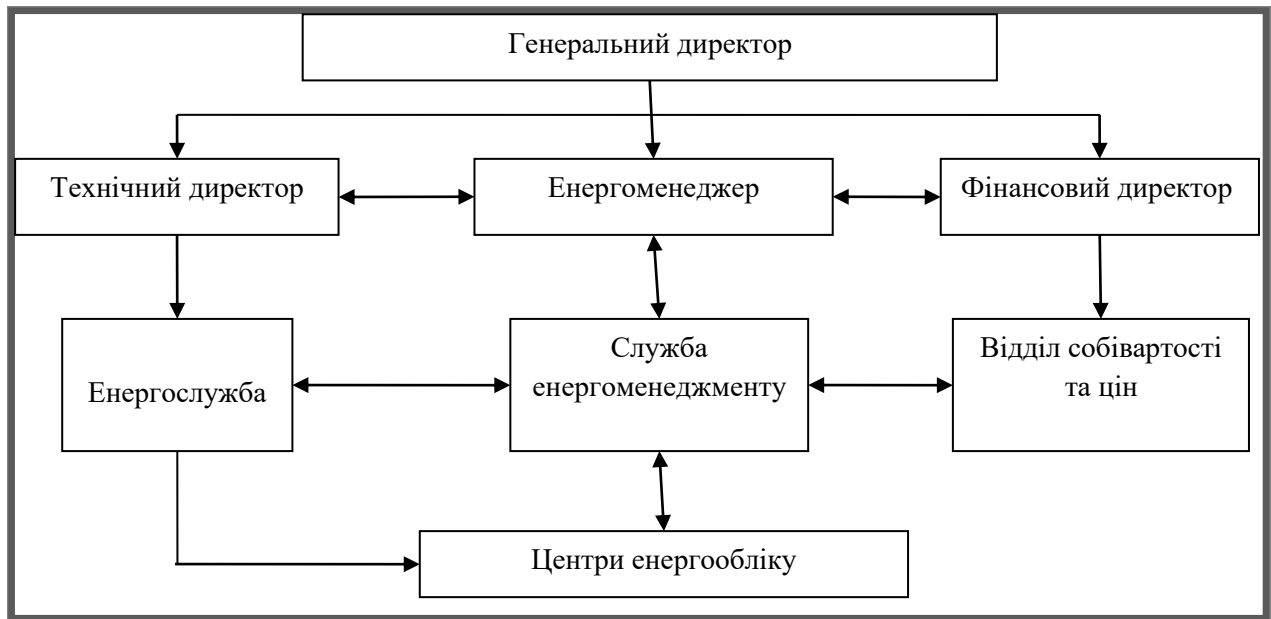 Генеральний директор
Технічний директор
Енергоменеджер
Фінансовий директор
Енергослужба
Служба
енергоменеджменту
Відділ собівартості
та цін
Центри енергообліку